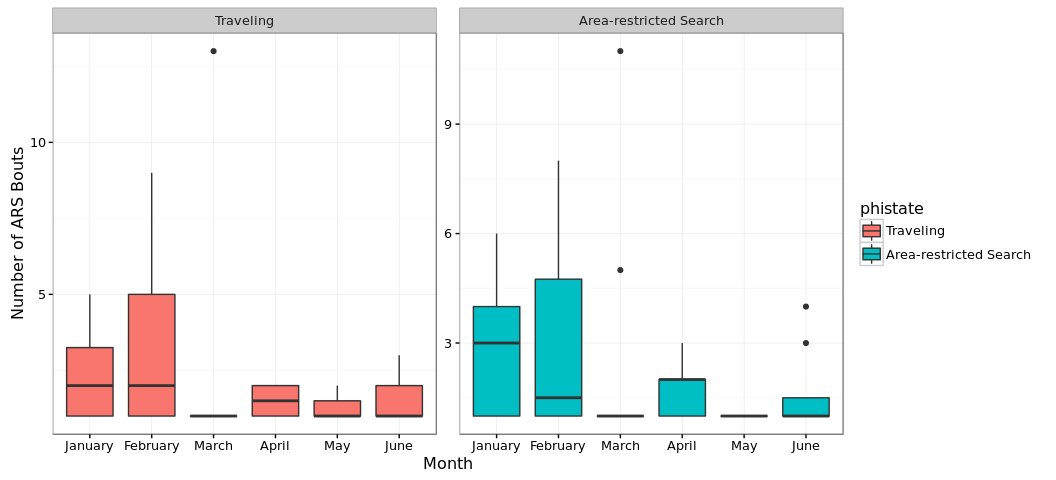 Traveling
Area-restricted Search
Number of ARS Bouts
10
5
9
6
3
January February March April May June
January February March April May June
Month
phistate
Traveling
Area-restricted Search